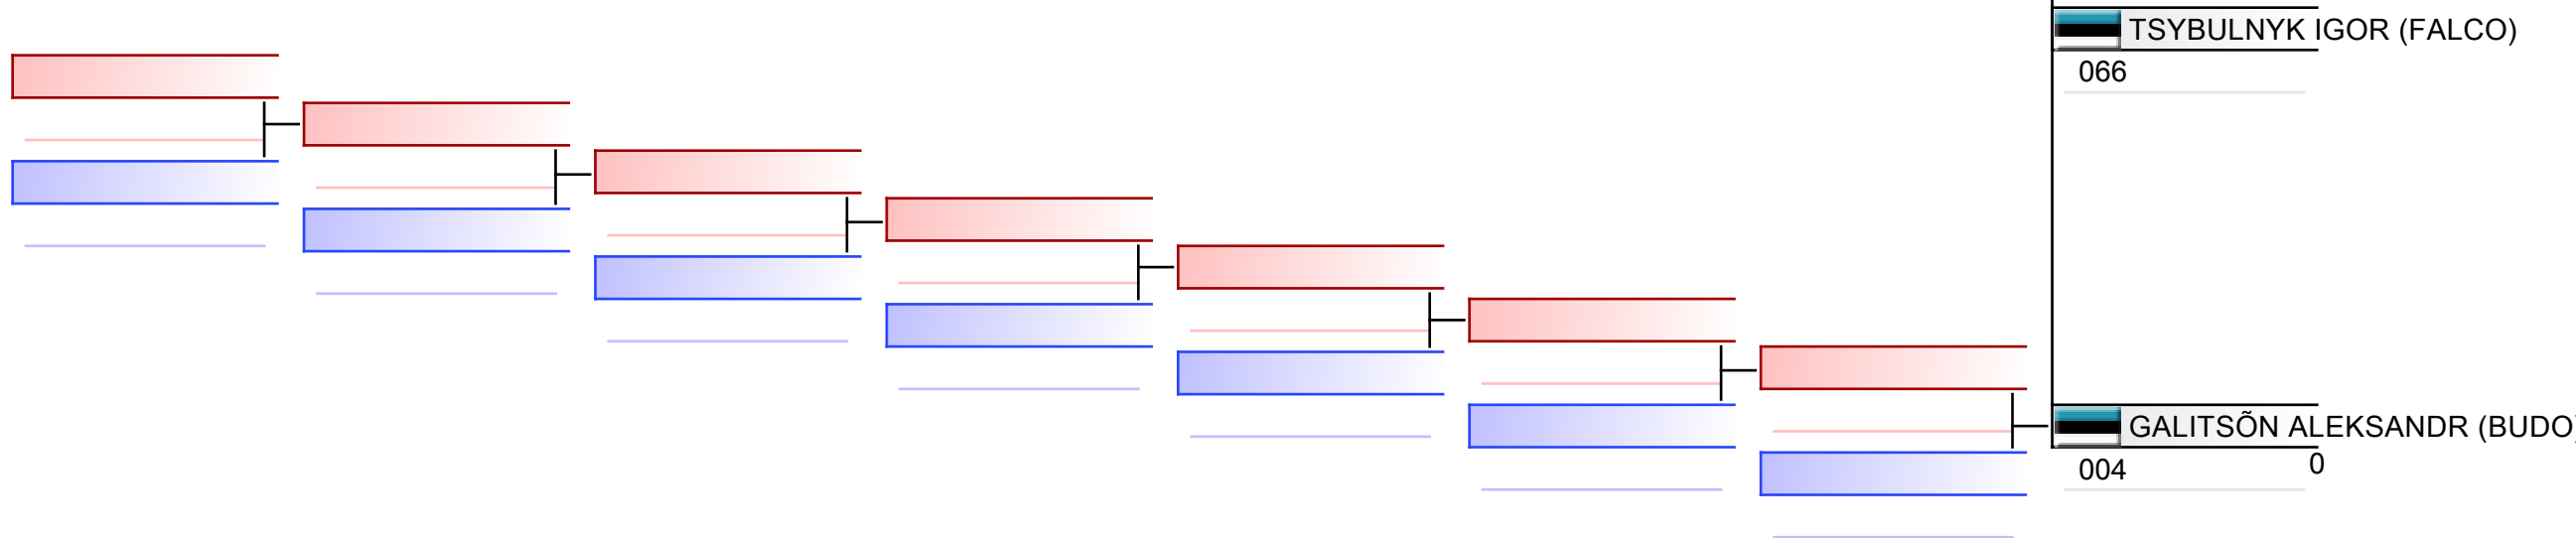 TSYBULNYK IGOR (FALCO)
066
GALITSÕN ALEKSANDR (BUDO)
004 0